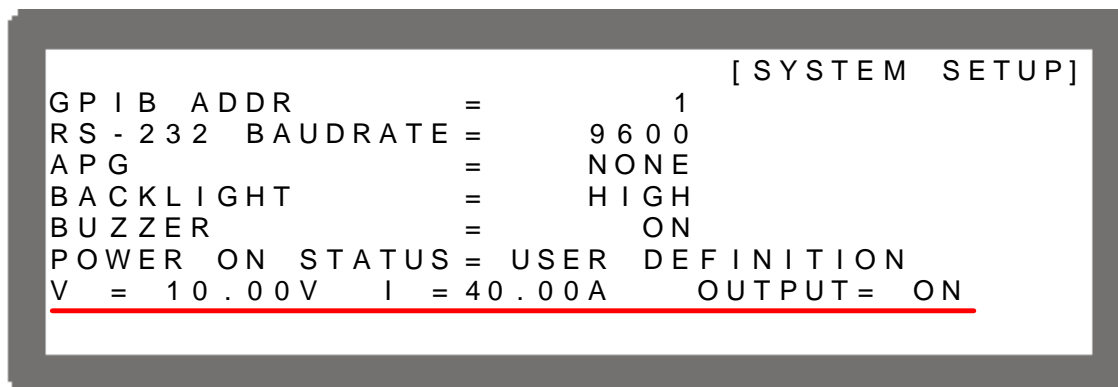 [SYSTEM SETUP]
GPIB ADDR = 1
RS-232 BAUDRATE = 9600
APG = NONE
BACKLIGHT = HIGH
BUZZER = ON
POWER ON STATUS = USER DEFINITION
V = 10.00V I = 40.00A OUTPUT= ON